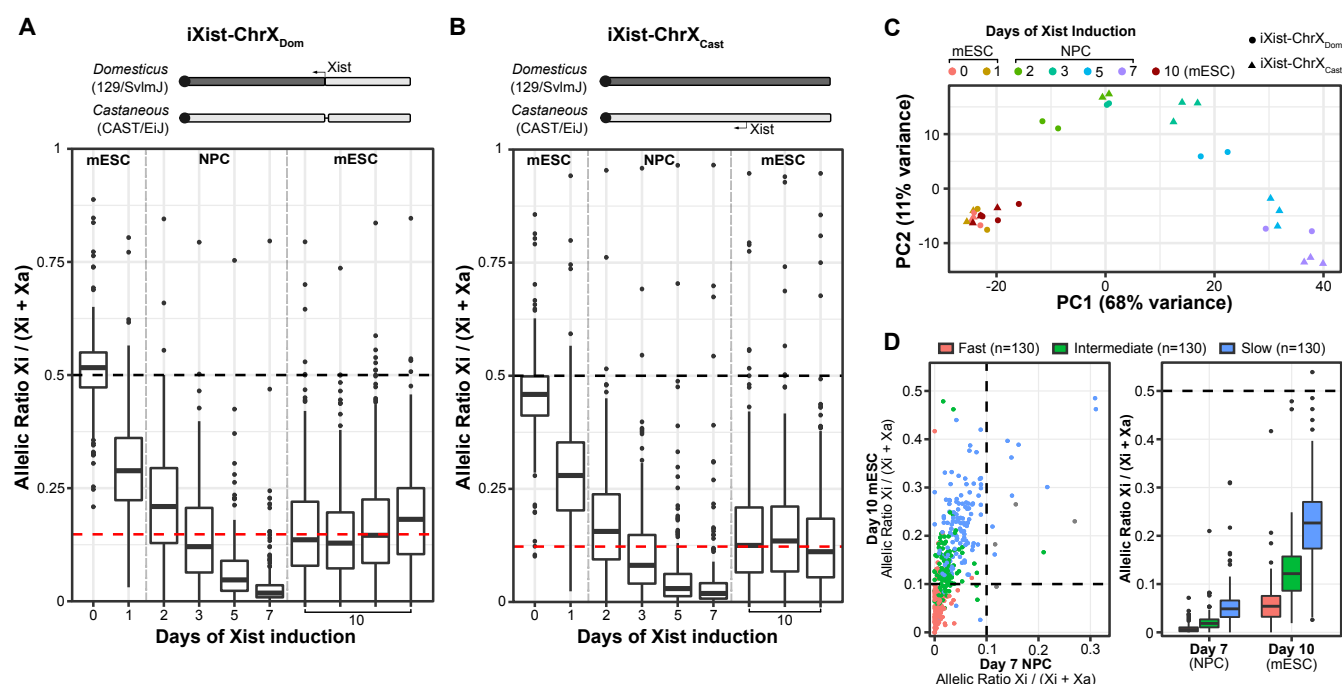 A
iXist-ChrX_Dom
Xist
Domesticus
(129/SvImJ)
Castaneous
(CAST/EiJ)
mESC
NPC
mESC
1
0.75
0.5
0.25
0
Allelic Ratio Xi / (Xi + Xa)
0
1
2
3
5
7
10
Days of Xist induction
B
iXist-ChrX_Cast
Domesticus
(129/SvImJ)
Castaneous
(CAST/EiJ)
Xist
mESC
NPC
mESC
1
0.75
0.5
0.25
0
Allelic Ratio Xi / (Xi + Xa)
0
1
2
3
5
7
10
Days of Xist induction
C
Days of Xist Induction
mESC
NPC
0 1 2 3 5 7 10 (mESC)
iXist-ChrX_Dom
iXist-ChrX_Cast
PC2 (11% variance)
10
0
-10
-20
0
20
40
PC1 (68% variance)
D
Fast (n=130) Intermediate (n=130) Slow (n=130)
Day 10 mESC
Allelic Ratio Xi / (Xi + Xa)
0.5
0.4
0.3
0.2
0.1
0
0
0.1
0.2
0.3
Day 7 NPC
Allelic Ratio Xi / (Xi + Xa)
Allelic Ratio Xi / (Xi + Xa)
0.5
0.4
0.3
0.2
0.1
0
Day 7
(NPC)
Day 10
(mESC)